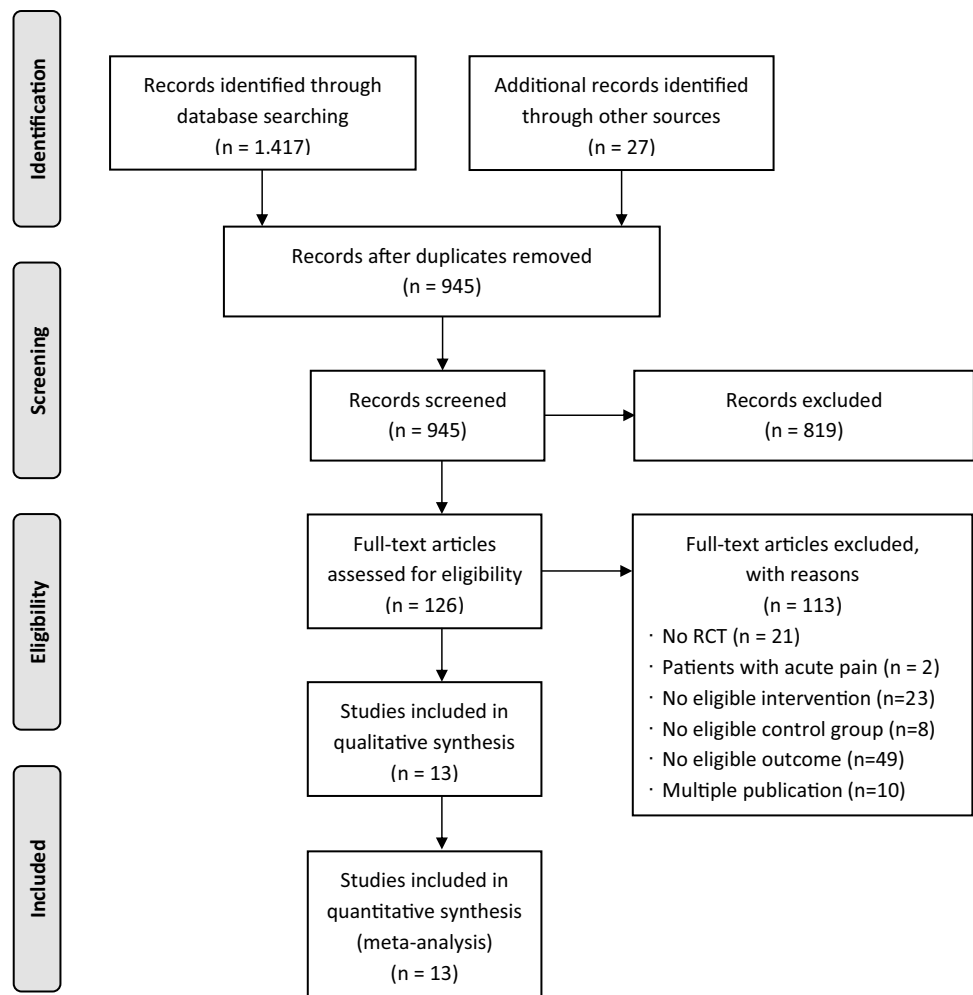 Identification
Records identified through
database searching
(n = 1.417)
Additional records identified
through other sources
(n = 27)
Records after duplicates removed
(n = 945)
Screening
Records screened
(n = 945)
Records excluded
(n = 819)
Eligibility
Full-text articles
assessed for eligibility
(n = 126)
Full-text articles excluded,
with reasons
(n = 113)
· No RCT (n = 21)
· Patients with acute pain (n = 2)
· No eligible intervention (n=23)
· No eligible control group (n=8)
· No eligible outcome (n=49)
· Multiple publication (n=10)
Studies included in
qualitative synthesis
(n = 13)
Included
Studies included in
quantitative synthesis
(meta-analysis)
(n = 13)